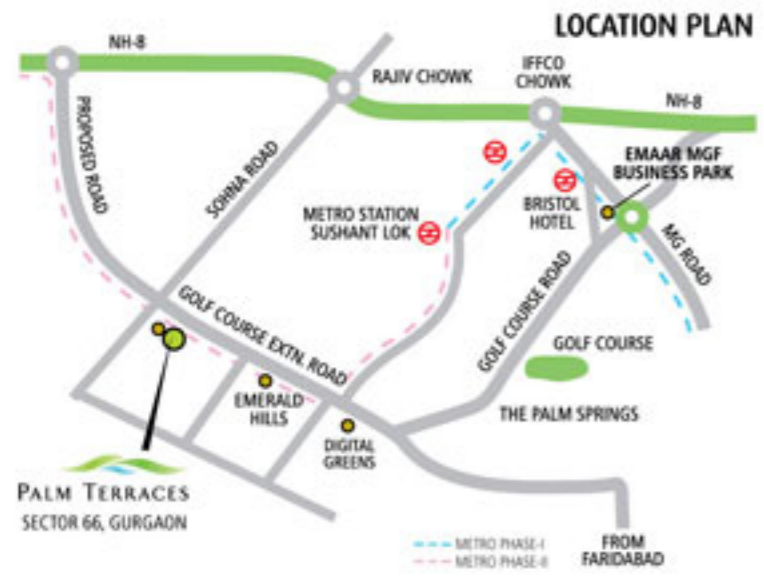 LOCATION PLAN
NH-8
RAJIV CHOWK
IFFCO
CHOWK
NH-8
PROPOSED ROAD
SOHNA ROAD
EMAAR MGF
BUSINESS PARK
METRO STATION
SUSHANT LOK
BRISTOL
HOTEL
MG ROAD
GOLF COURSE EXTN. ROAD
GOLF COURSE ROAD
GOLF COURSE
EMERALD
HILLS
THE PALM SPRINGS
DIGITAL
GREENS
PALM TERRACES
SECTOR 66, GURGAON
METRO PHASE-I
METRO PHASE-II
FROM
FARIDABAD